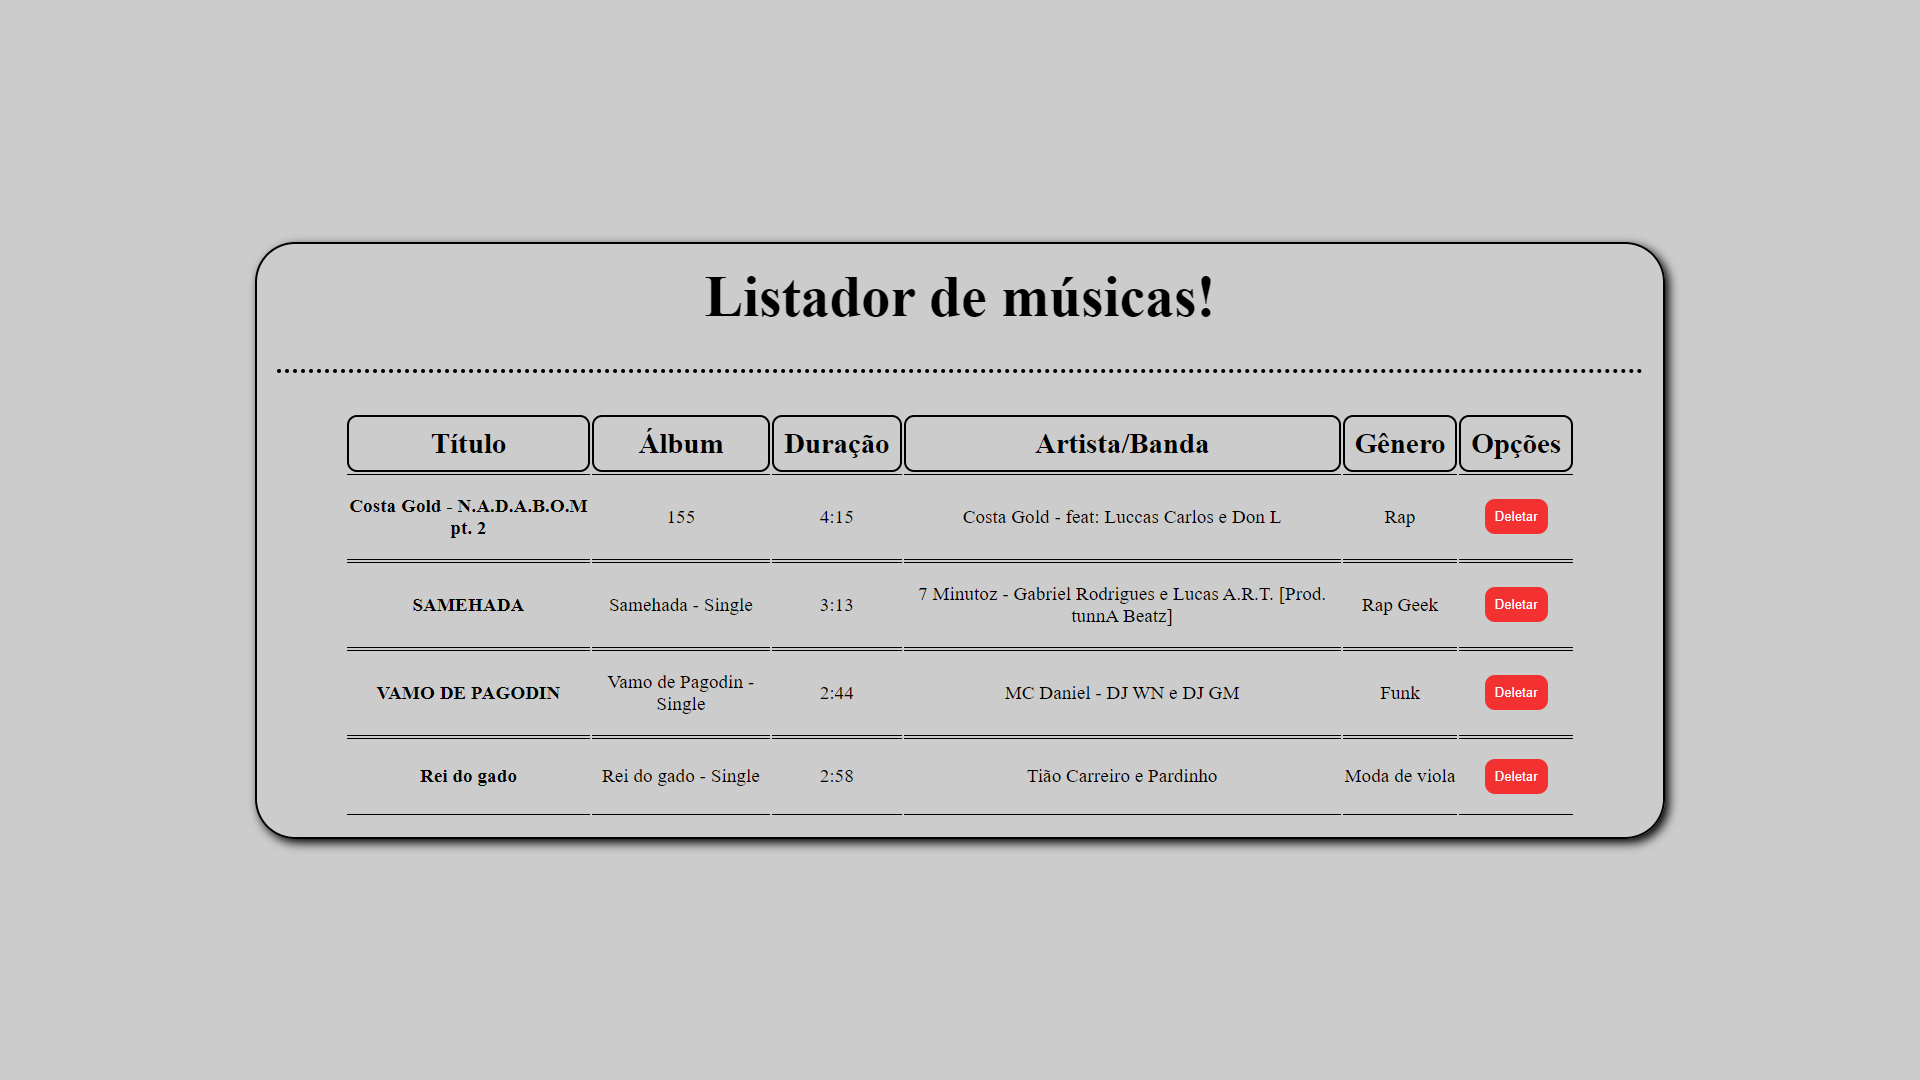 Listador de músicas!
Título Álbum Duração Artista/Banda Gênero Opções
Costa Gold - N.A.D.A.B.O.M
pt. 2
155
4:15
Costa Gold - feat: Luccas Carlos e Don L
Rap
Deletar
SAMEHADA
Samehada - Single
3:13
7 Minutoz - Gabriel Rodrigues e Lucas A.R.T. [Prod.
tunnA Beatz]
Rap Geek
Deletar
VAMO DE PAGODIN
Vamo de Pagodin -
Single
2:44
MC Daniel - DJ WN e DJ GM
Funk
Deletar
Rei do gado
Rei do gado - Single
2:58
Tião Carreiro e Pardinho
Moda de viola
Deletar